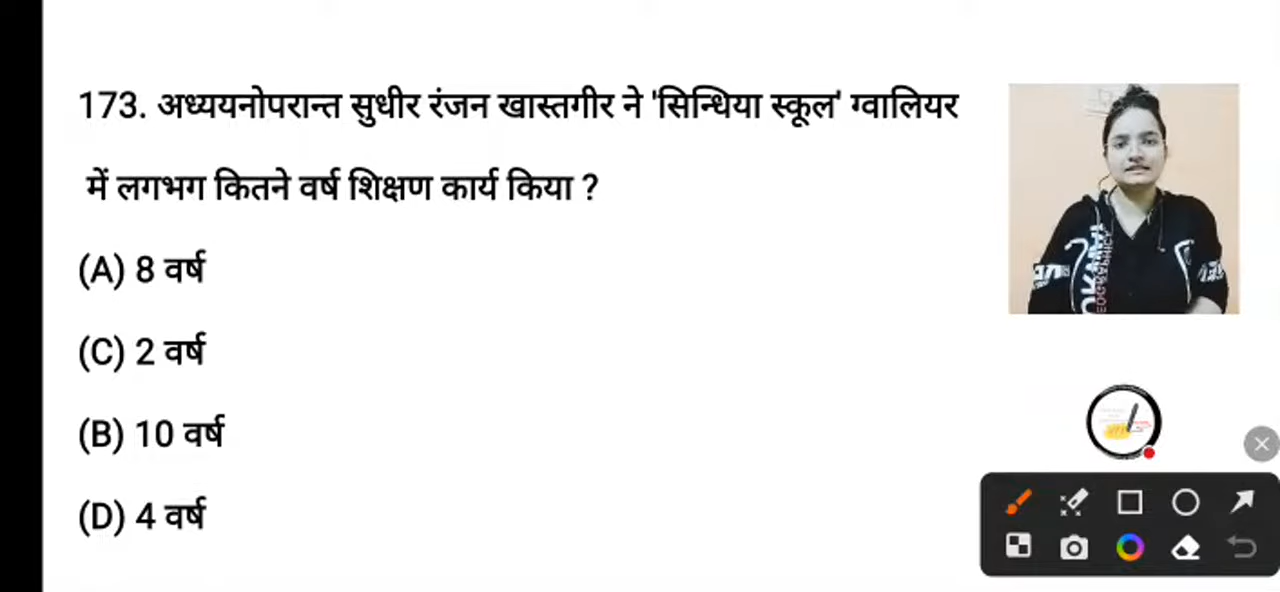 173. अध्ययनोपरान्त सुधीर रंजन खास्तगीर ने 'सिन्धिया स्कूल' ग्वालियर
में लगभग कितने वर्ष शिक्षण कार्य किया ?
(A) 8 वर्ष
(C) 2 वर्ष
(B) 10 वर्ष
(D) 4 वर्ष